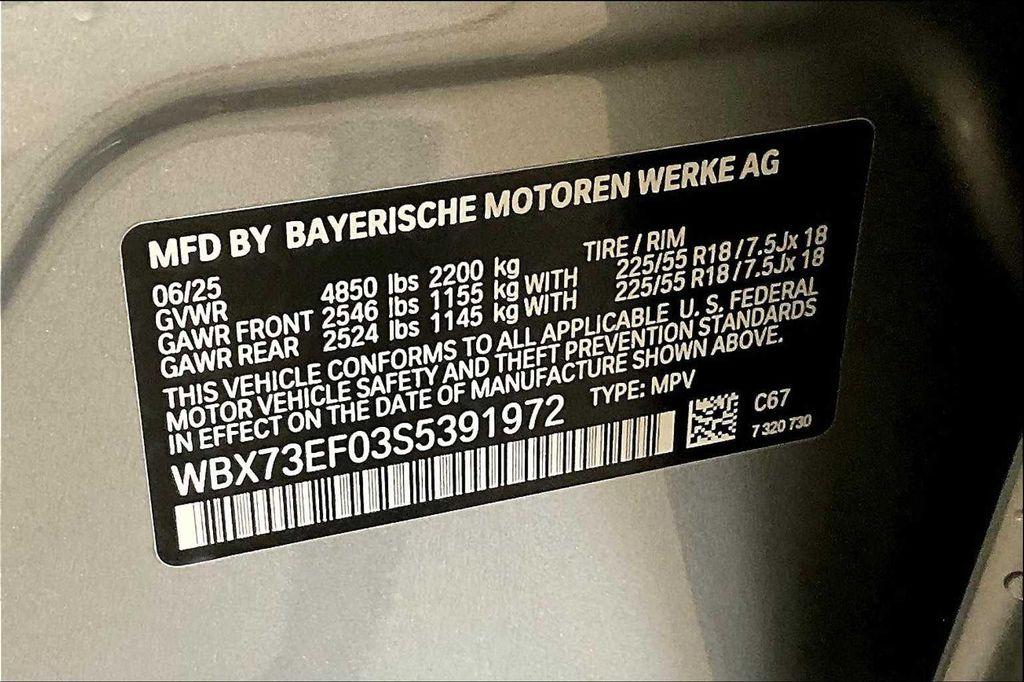 MFD BY BAYERISCHE MOTOREN WERKE AG
06/25 TIRE / RIM
GVWR 4850 lbs 2200 kg
GAWR FRONT 2546 lbs 1155 kg WITH 225/55 R18/7.5Jx 18
GAWR REAR 2524 lbs 1145 kg WITH 225/55 R18/7.5Jx 18
THIS VEHICLE CONFORMS TO ALL APPLICABLE U. S. FEDERAL
MOTOR VEHICLE SAFETY AND THEFT PREVENTION STANDARDS
IN EFFECT ON THE DATE OF MANUFACTURE SHOWN ABOVE.
WBX73EF03S5391972 TYPE: MPV
C67
7 320 730